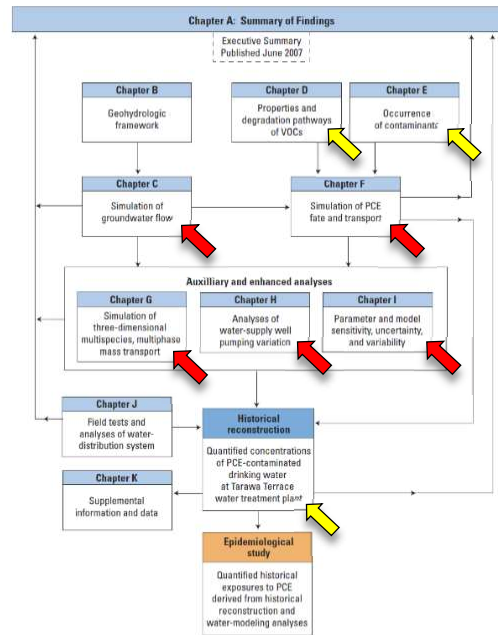 Chapter A: Summary of Findings
Executive Summary
Published June 2007
Chapter B
Geohydrologic
framework
Chapter D
Properties and
degradation pathways
of VOCs
Chapter E
Occurrence
of contaminants
Chapter C
Simulation of
groundwater flow
Chapter F
Simulation of PCE
fate and transport
Auxilliary and enhanced analyses
Chapter G
Simulation of
three-dimensional
multispecies, multiphase
mass transport
Chapter H
Analyses of
water-supply well
pumping variation
Chapter I
Parameter and model
sensitivity, uncertainty,
and variability
Chapter J
Field tests and
analyses of water-
distribution system
Historical
reconstruction
Quantified concentrations
of PCE-contaminated
drinking water
at Tarawa Terrace
water treatment plant
Chapter K
Supplemental
information and data
Epidemiological
study
Quantified historical
exposures to PCE
derived from historical
reconstruction and
water-modeling analyses